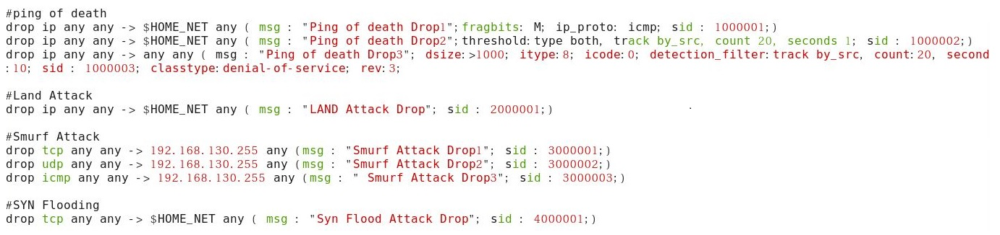 #ping of death
drop ip any any -> $HOME_NET any ( msg : "Ping of death Drop1";fragbits: M; ip_proto: icmp; sid : 1000001;)
drop ip any any -> $HOME_NET any ( msg : "Ping of death Drop2";threshold:type both, track by_src, count 20, seconds 1; sid : 1000002;)
drop ip any any -> any any ( msg : "Ping of death Drop3"; dsize:>1000; itype:8; icode:0; detection_filter:track by_src, count:20, second
:10; sid : 1000003; classtype:denial-of-service; rev:3;
#Land Attack
drop ip any any -> $HOME_NET any ( msg : "LAND Attack Drop"; sid : 2000001;)
#Smurf Attack
drop tcp any any -> 192.168.130.255 any (msg : "Smurf Attack Drop1"; sid : 3000001;)
drop udp any any -> 192.168.130.255 any (msg : "Smurf Attack Drop2"; sid : 3000002;)
drop icmp any any -> 192.168.130.255 any (msg : " Smurf Attack Drop3"; sid : 3000003;)
#SYN Flooding
drop tcp any any -> $HOME_NET any ( msg : "Syn Flood Attack Drop"; sid : 4000001;)